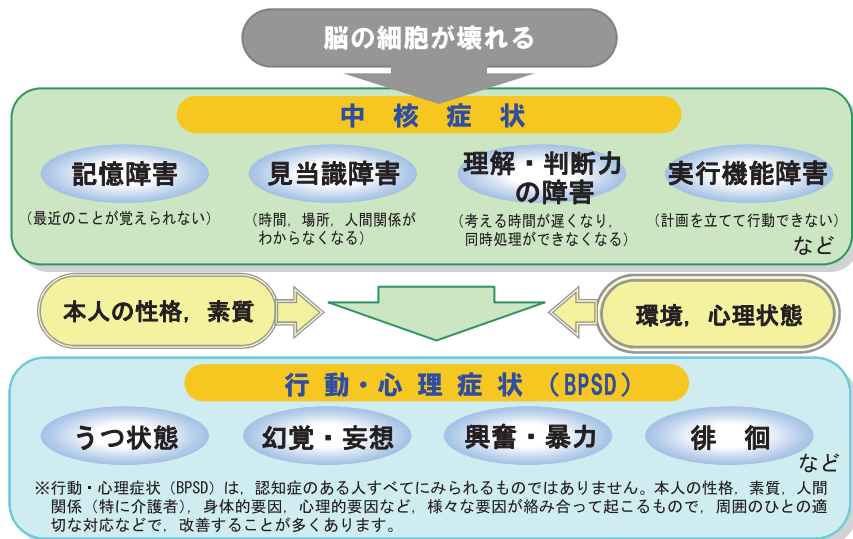 脳の細胞が壊れる
中 核 症 状
記憶障害
（最近のことが覚えられない）
見当識障害
（時間，場所，人間関係が
わからなくなる）
理解・判断力
の障害
（考える時間が遅くなり，
同時処理ができなくなる）
実行機能障害
（計画を立てて行動できない）
など
本人の性格，素質
環境，心理状態
行 動・心 理 症 状（BPSD）
うつ状態
幻覚・妄想
興奮・暴力
徘 徊
など
※行動・心理症状（BPSD）は，認知症のある人すべてにみられるものではありません。本人の性格，素質，人間
関係（特に介護者），身体的要因，心理的要因など，様々な要因が絡み合って起こるもので，周囲のひとの適
切な対応などで，改善することが多くあります。